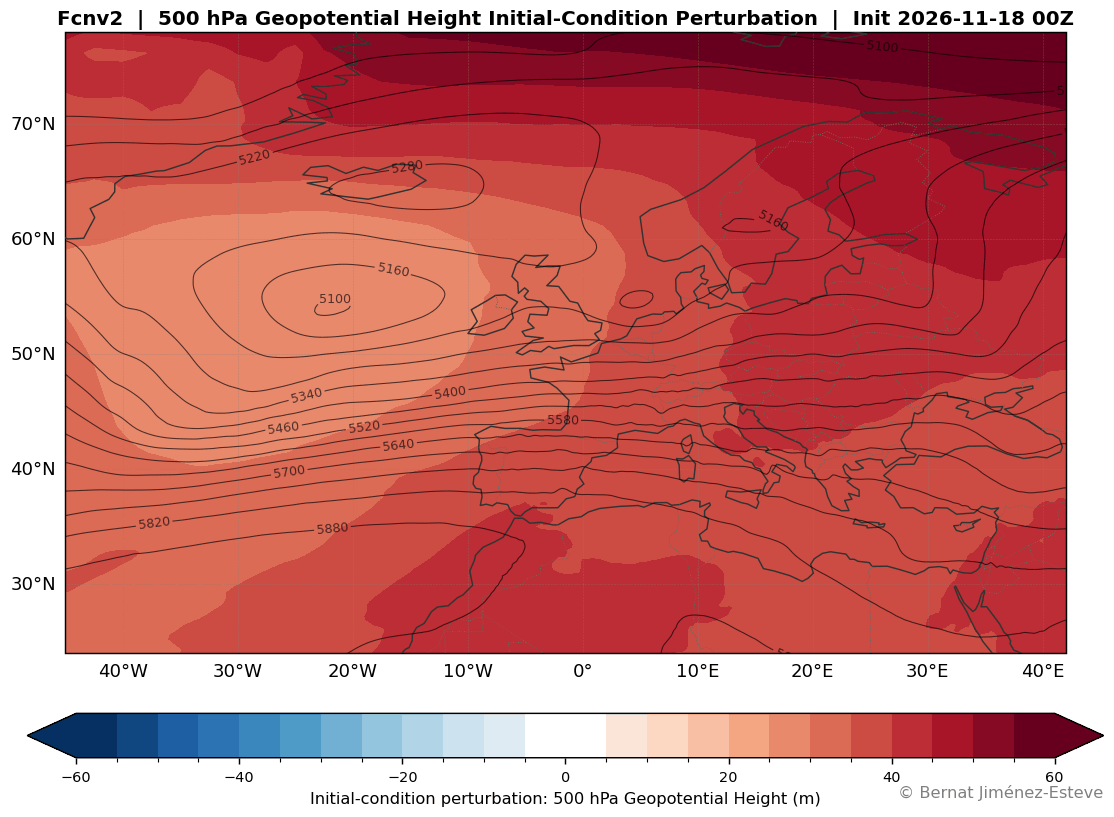 Fcnv2 | 500 hPa Geopotential Height Initial-Condition Perturbation | Init 2026-11-18 00Z
5100
70°N
5220
5280
5160
60°N
5160
5100
50°N
5340
5400
5460
5520
5580
5640
40°N
5700
5820
5880
30°N
40°W 30°W 20°W 10°W 0° 10°E 20°E 30°E 40°E
−60 −40 −20 0 20 40 60
Initial-condition perturbation: 500 hPa Geopotential Height (m)
© Bernat Jiménez-Esteve